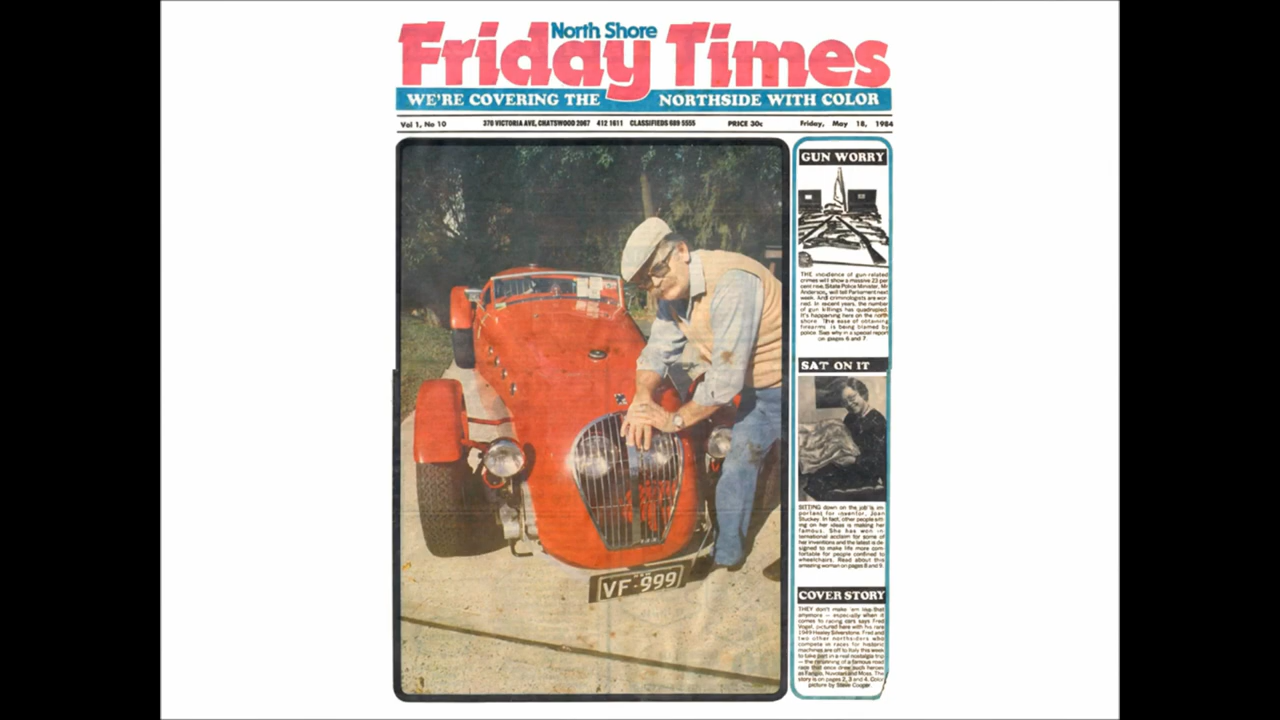 North Shore
Friday Times
WE'RE COVERING THE NORTHSIDE WITH COLOR
Vol 1, No 10 370 VICTORIA AVE, CHATSWOOD 2067 412 1611 CLASSIFIEDS 689 5555 PRICE 30c Friday, May 18, 1984
GUN WORRY
THE incidence of gun-related
crimes will show a massive 23 per
cent rise, State Police Minister, Mr
Anderson, will tell Parliament next
week. And criminologists are wor-
ried. In recent years, the number
of gun killings has quadrupled.
It's happening here on the north
shore. The ease of obtaining
firearms is being blamed by
police. See why in a special report
on pages 6 and 7.
SAT ON IT
SITTING down on the job is im-
portant for inventor, Joan
Stuckey. In fact, other people sitt-
ing on her ideas is making her
famous. She has won in-
ternational acclaim for some of
her inventions and the latest is de-
signed to make life more com-
fortable for people confined to
wheelchairs. Read about this
amazing woman on pages 8 and 9.
COVER STORY
THEY don't make 'em like that
anymore — especially when it
comes to racing cars says Fred
Vogel, pictured here with his rare
1949 Healey Silverstone. Fred and
two other northsiders who
compete in races for historic
machines are off to Italy this week
to take part in a real nostalgia trip
— the rerunning of a famous road
race that once drew such heroes
as Fangio, Nuvolari and Moss. The
story is on pages 2, 3 and 4. Color
picture by Steve Cooper.
VF-999